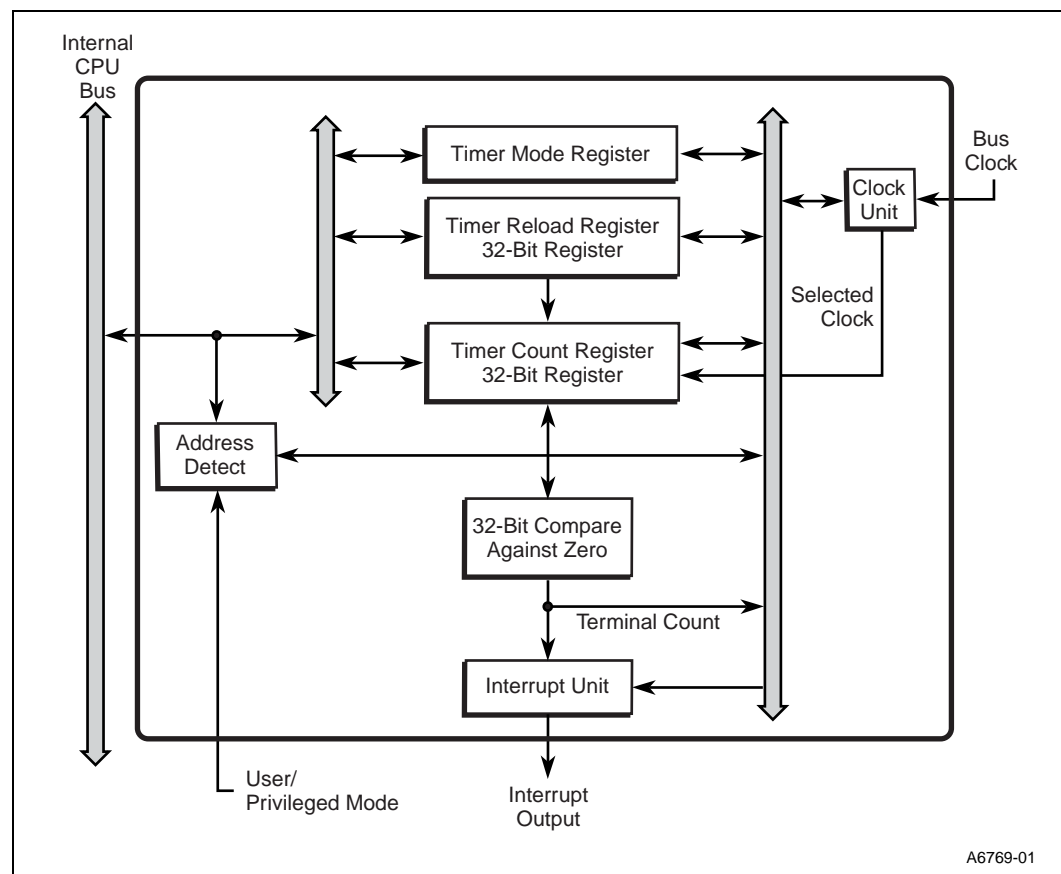 Internal
CPU
Bus
Timer Mode Register
Bus
Clock
Clock
Unit
Timer Reload Register
32-Bit Register
Selected
Clock
Timer Count Register
32-Bit Register
Address
Detect
32-Bit Compare
Against Zero
Terminal Count
Interrupt Unit
User/
Privileged Mode
Interrupt
Output
A6769-01